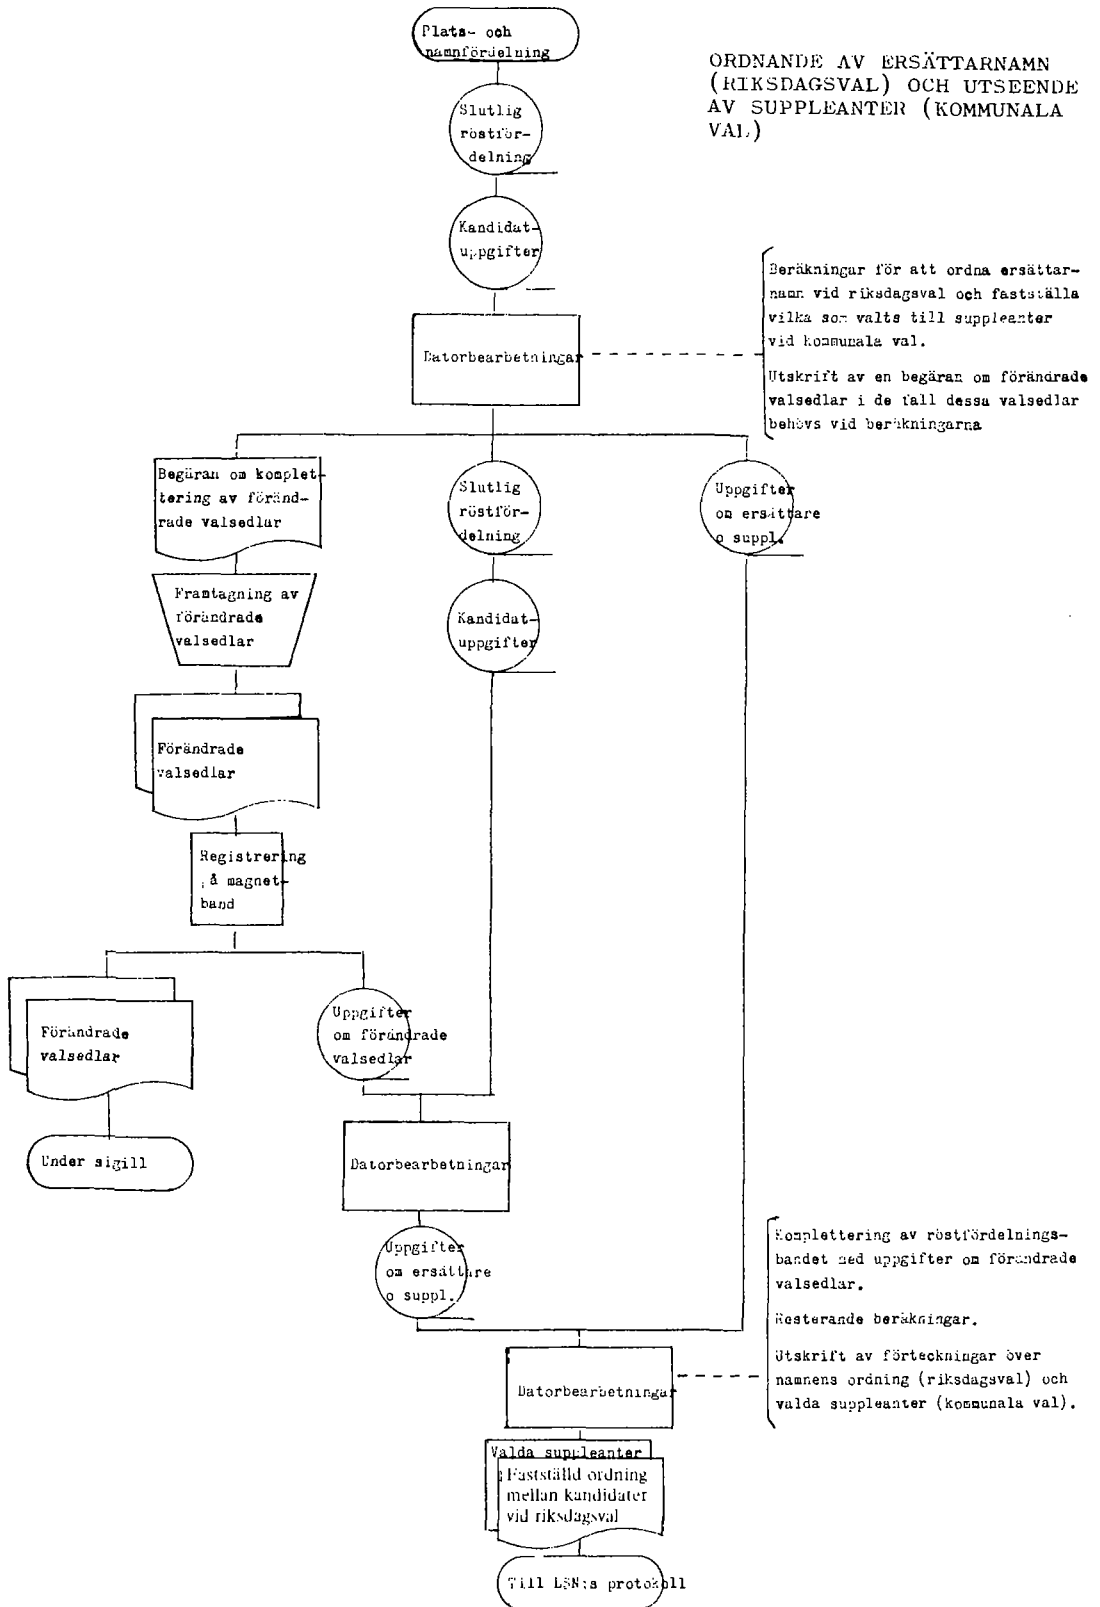 Plats- och
namnfördelning
ORDNANDE AV ERSÄTTARNAMN
(RIKSDAGSVAL) OCH UTSEENDE
AV SUPPLEANTER (KOMMUNALA
VAL)
Slutlig
röstför-
delning
Kandidat-
uppgifter
Datorbearbetningar
Beräkningar för att ordna ersättar-
namn vid riksdagsval och fastställa
vilka som valts till suppleanter
vid kommunala val.
Utskrift av en begäran om förändrade
valsedlar i de fall dessa valsedlar
behövs vid beräkningarna
Begäran om komplet-
tering av föränd-
rade valsedlar
Slutlig
röstför-
delning
Uppgifter
om ersättare
o suppl.
Framtagning av
förändrade
valsedlar
Kandidat-
uppgifter
Förändrade
valsedlar
Registrering
på magnet-
band
Förändrade
valsedlar
Uppgifter
om förändrade
valsedlar
Under sigill
Datorbearbetningar
Uppgifter
om ersättare
o suppl.
Komplettering av röstfördelnings-
bandet med uppgifter om förändrade
valsedlar.
Resterande beräkningar.
Utskrift av förteckningar över
namnens ordning (riksdagsval) och
valda suppleanter (kommunala val).
Datorbearbetningar
Valda suppleanter
Fastställd ordning
mellan kandidater
vid riksdagsval
Till LSN:s protokoll